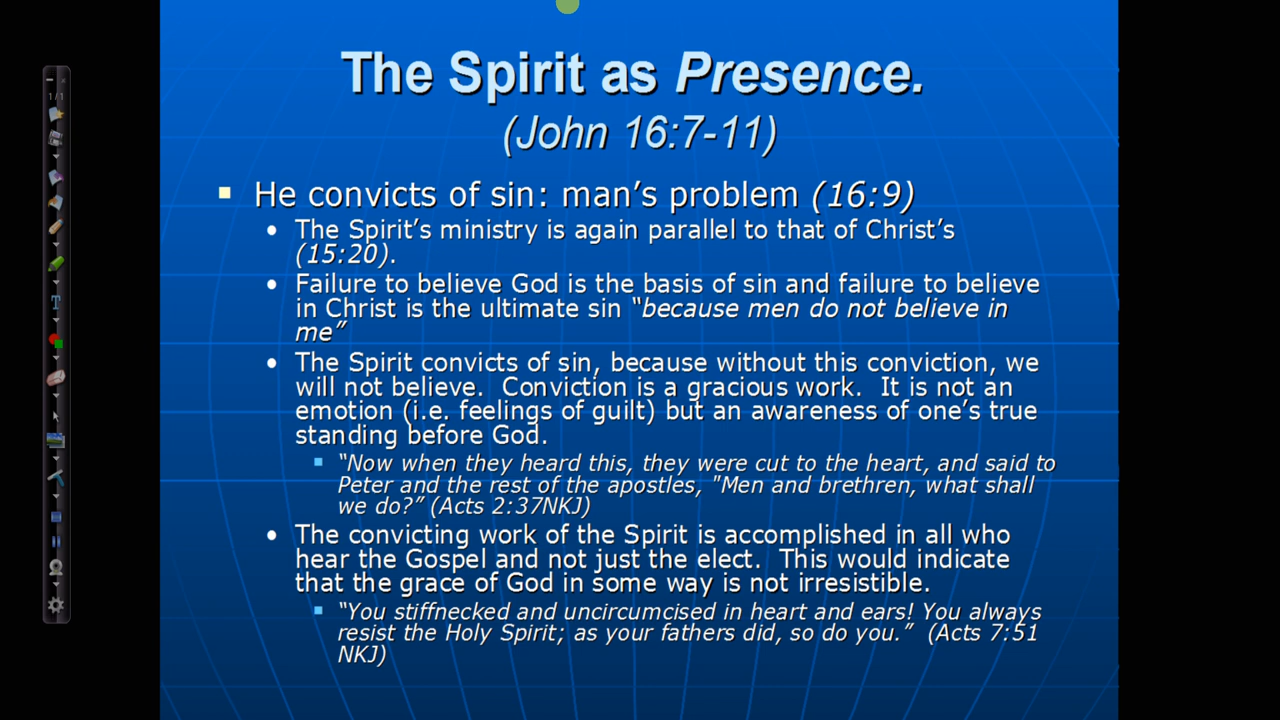 The Spirit as Presence.
(John 16:7-11)
He convicts of sin: man's problem (16:9)
The Spirit's ministry is again parallel to that of Christ's
(15:20).
Failure to believe God is the basis of sin and failure to believe
in Christ is the ultimate sin “because men do not believe in
me”
The Spirit convicts of sin, because without this conviction, we
will not believe.  Conviction is a gracious work.  It is not an
emotion (i.e. feelings of guilt) but an awareness of one's true
standing before God.
“Now when they heard this, they were cut to the heart, and said to
Peter and the rest of the apostles, "Men and brethren, what shall
we do?” (Acts 2:37NKJ)
The convicting work of the Spirit is accomplished in all who
hear the Gospel and not just the elect.  This would indicate
that the grace of God in some way is not irresistible.
“You stiffnecked and uncircumcised in heart and ears! You always
resist the Holy Spirit; as your fathers did, so do you.”  (Acts 7:51
NKJ)
1/1
T